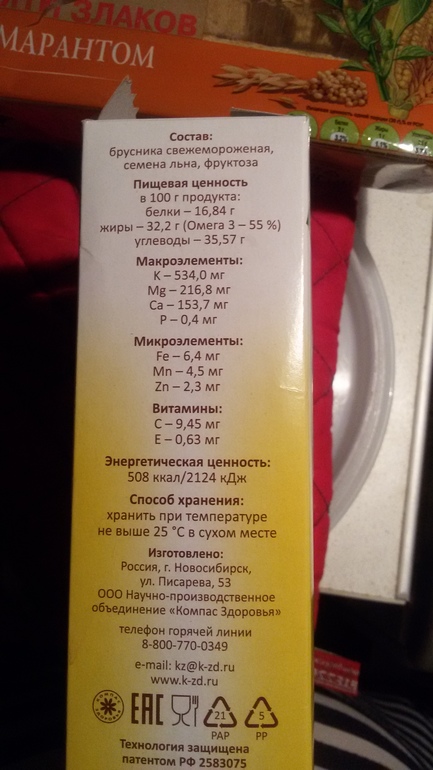 ЗЛАКОВ
МАРАНТОМ
Состав:
брусника свежемороженая,
семена льна, фруктоза
Пищевая ценность
в 100 г продукта:
белки – 16,84 г
жиры – 32,2 г (Омега 3 – 55 %)
углеводы – 35,57 г
Макроэлементы:
K – 534,0 мг
Mg – 216,8 мг
Ca – 153,7 мг
P – 0,4 мг
Микроэлементы:
Fe – 6,4 мг
Mn – 4,5 мг
Zn – 2,3 мг
Витамины:
C – 9,45 мг
E – 0,63 мг
Энергетическая ценность:
508 ккал/2124 кДж
Способ хранения:
хранить при температуре
не выше 25 °C в сухом месте
Изготовлено:
Россия, г. Новосибирск,
ул. Писарева, 53
ООО Научно-производственное
объединение «Компас Здоровья»
телефон горячей линии
8-800-770-0349
e-mail: kz@k-zd.ru
www.k-zd.ru
EAC 21 5
PAP PP
Технология защищена
патентом РФ 2583075